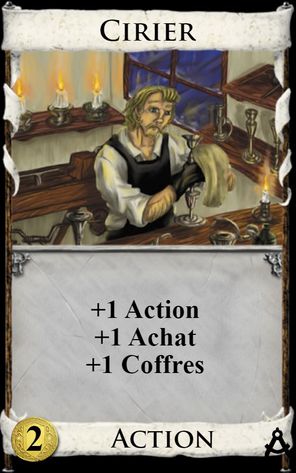 CIRIER
+1 Action
+1 Achat
+1 Coffres
2
ACTION